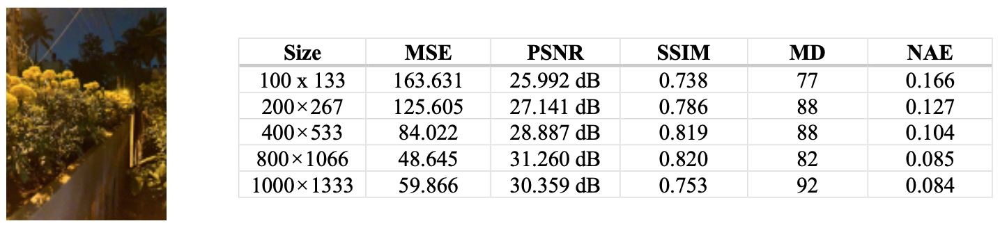 Size MSE PSNR SSIM MD NAE
100 x 133 163.631 25.992 dB 0.738 77 0.166
200×267 125.605 27.141 dB 0.786 88 0.127
400×533 84.022 28.887 dB 0.819 88 0.104
800×1066 48.645 31.260 dB 0.820 82 0.085
1000×1333 59.866 30.359 dB 0.753 92 0.084